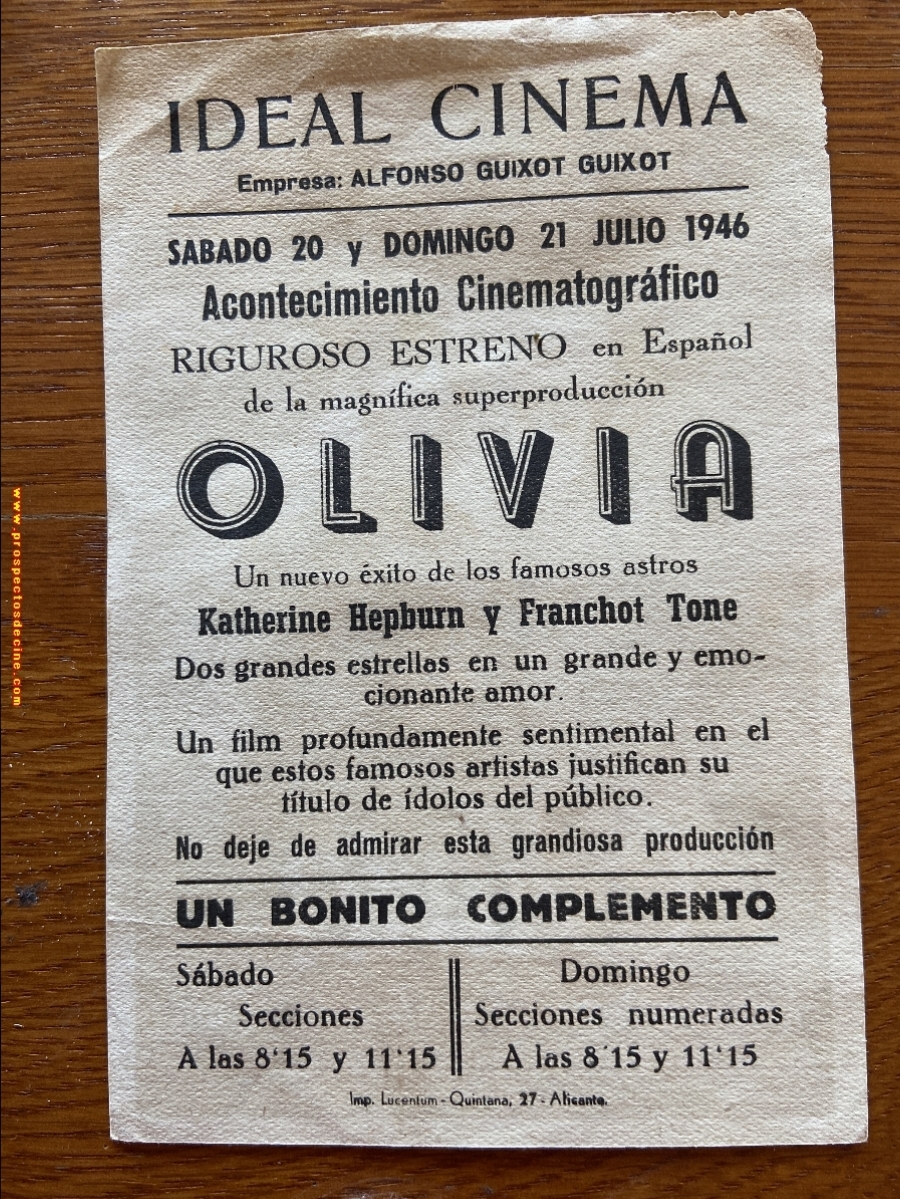 IDEAL CINEMA
Empresa: ALFONSO GUIXOT GUIXOT
SABADO 20 y DOMINGO 21 JULIO 1946
Acontecimiento Cinematográfico
RIGUROSO ESTRENO en Español
de la magnífica superproducción
OLIVIA
Un nuevo éxito de los famosos astros
Katherine Hepburn y Franchot Tone
Dos grandes estrellas en un grande y emo-
cionante amor.
Un film profundamente sentimental en el
que estos famosos artistas justifican su
título de ídolos del público.
No deje de admirar esta grandiosa producción
UN BONITO COMPLEMENTO
Sábado
Secciones
A las 8'15 y 11'15
Domingo
Secciones numeradas
A las 8'15 y 11'15
Imp. Lucentum - Quintana, 27 - Alicante.
www.prospectosdecine.com